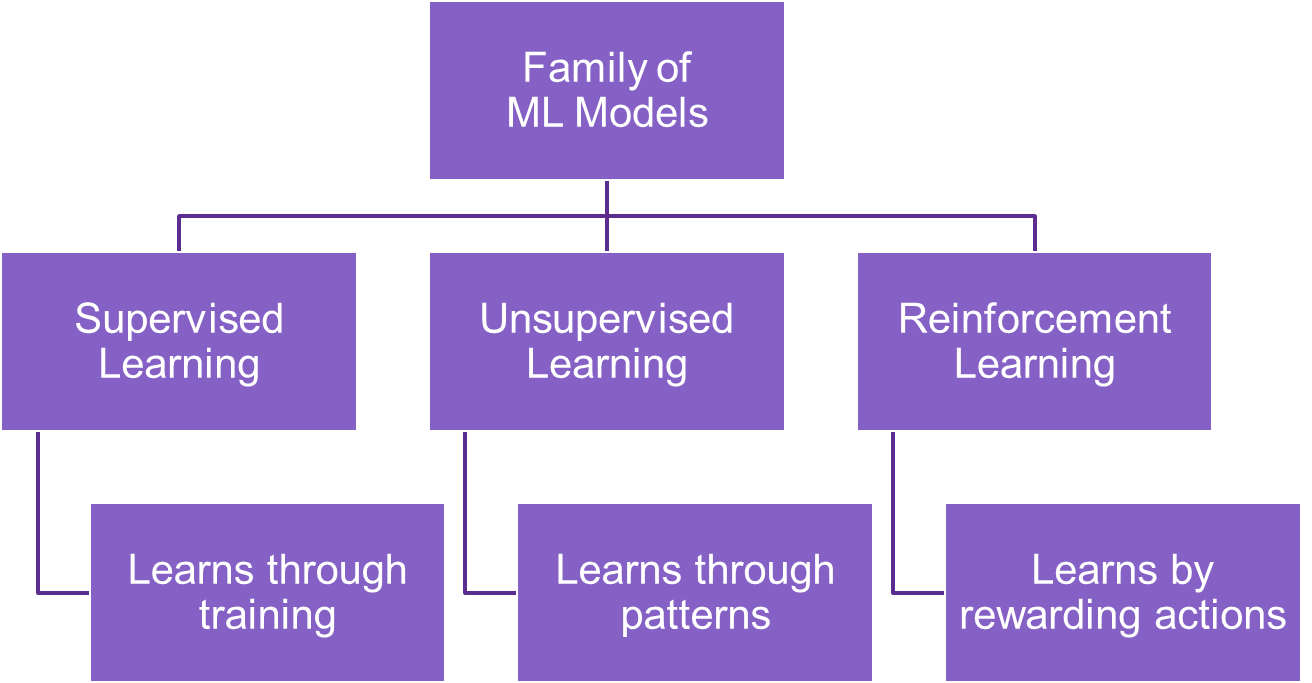 Family of
ML Models
Supervised
Learning
Unsupervised
Learning
Reinforcement
Learning
Learns through
training
Learns through
patterns
Learns by
rewarding actions